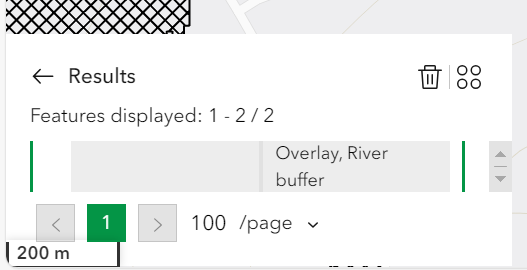 Results
Features displayed: 1 - 2 / 2
Overlay, River
buffer
1
100 /page
200 m